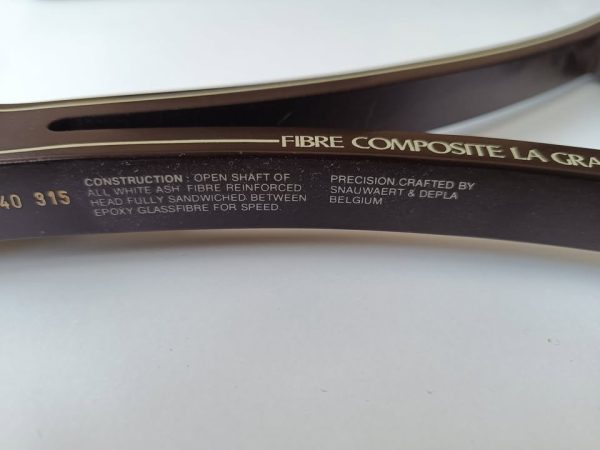 FIBRE COMPOSITE LA GRA
40 915
CONSTRUCTION : OPEN SHAFT OF
ALL WHITE ASH FIBRE REINFORCED
HEAD FULLY SANDWICHED BETWEEN
EPOXY GLASSFIBRE FOR SPEED.
PRECISION CRAFTED BY
SNAUWAERT & DEPLA
BELGIUM